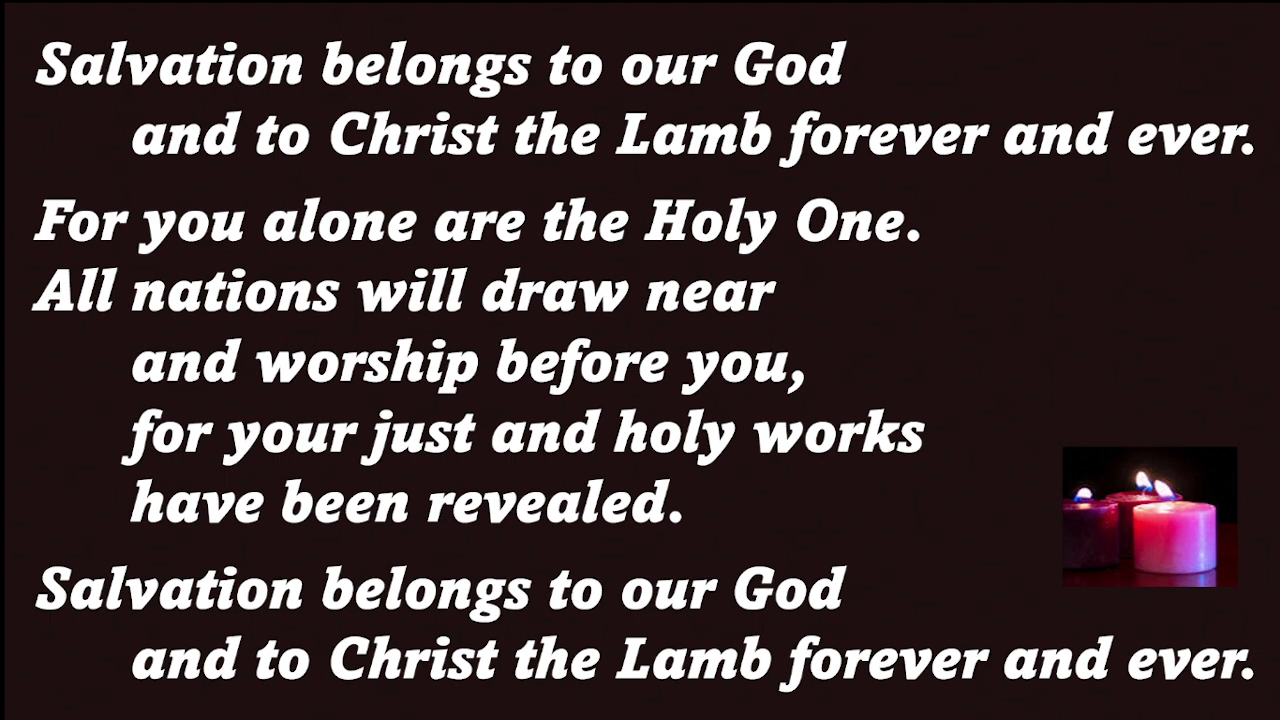 Salvation belongs to our God
and to Christ the Lamb forever and ever.
For you alone are the Holy One.
All nations will draw near
and worship before you,
for your just and holy works
have been revealed.
Salvation belongs to our God
and to Christ the Lamb forever and ever.